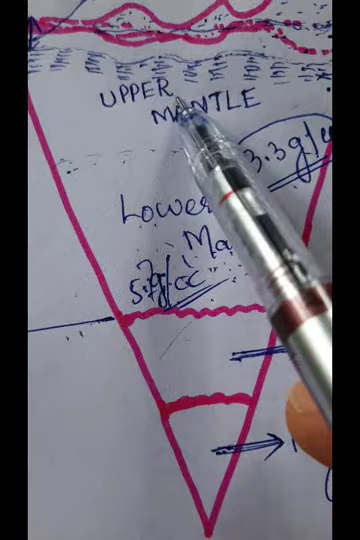 UPPER
MANTLE
3.3g/c
Lower
Ma
5.7g/cc